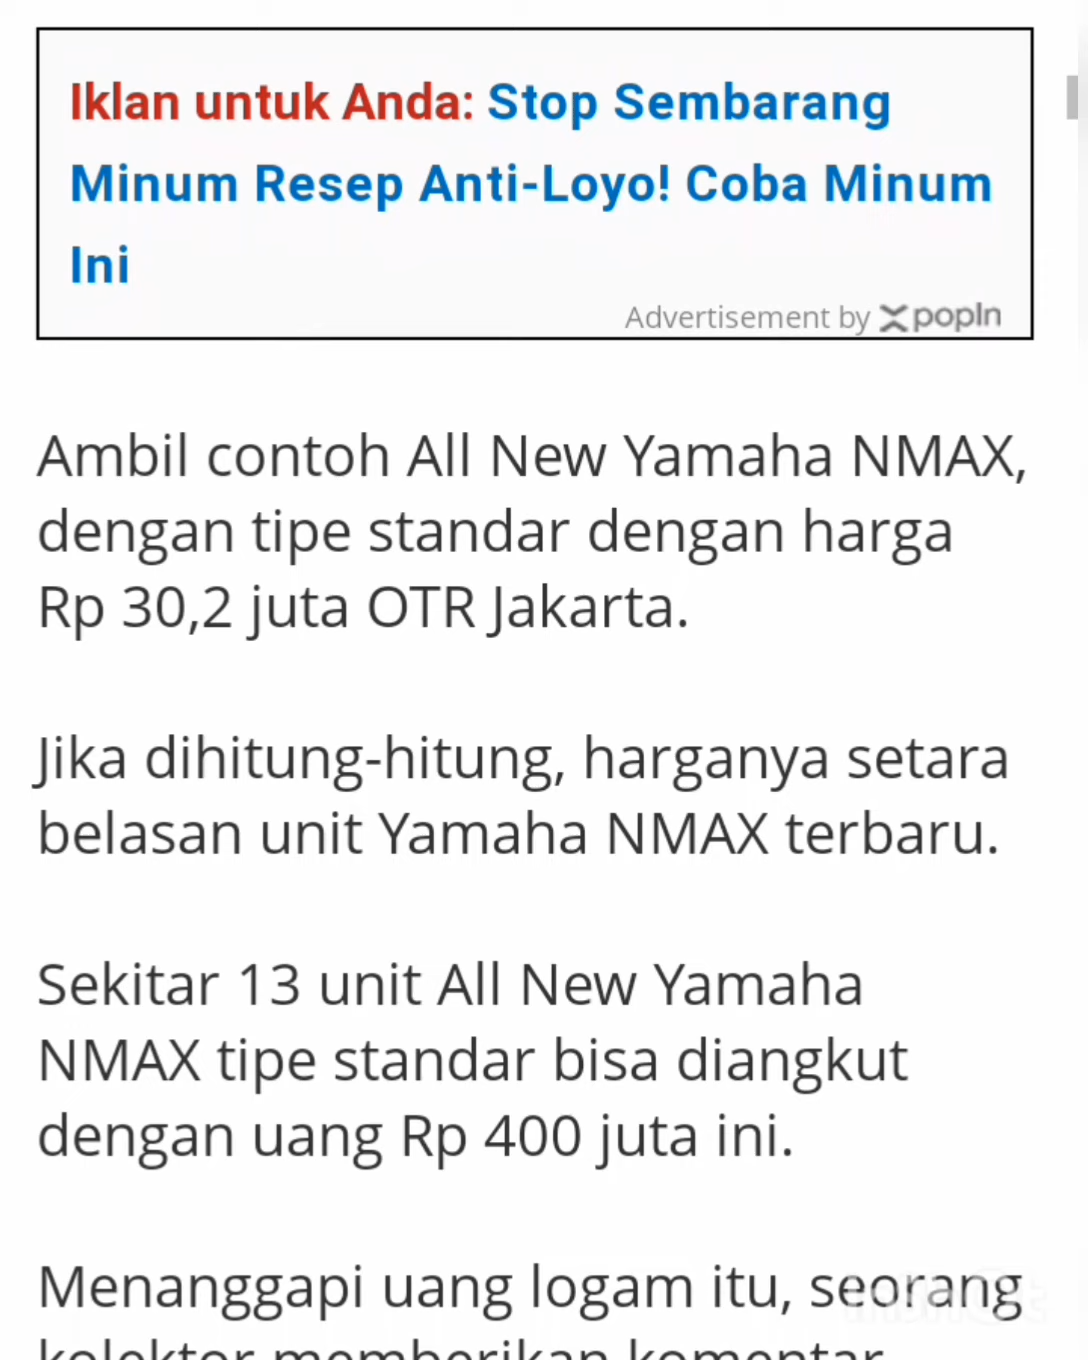 Iklan untuk Anda: Stop Sembarang
Minum Resep Anti-Loyo! Coba Minum
Ini
Advertisement by popIn
Ambil contoh All New Yamaha NMAX,
dengan tipe standar dengan harga
Rp 30,2 juta OTR Jakarta.
Jika dihitung-hitung, harganya setara
belasan unit Yamaha NMAX terbaru.
Sekitar 13 unit All New Yamaha
NMAX tipe standar bisa diangkut
dengan uang Rp 400 juta ini.
Menanggapi uang logam itu, seorang
kolektor memberikan komentar